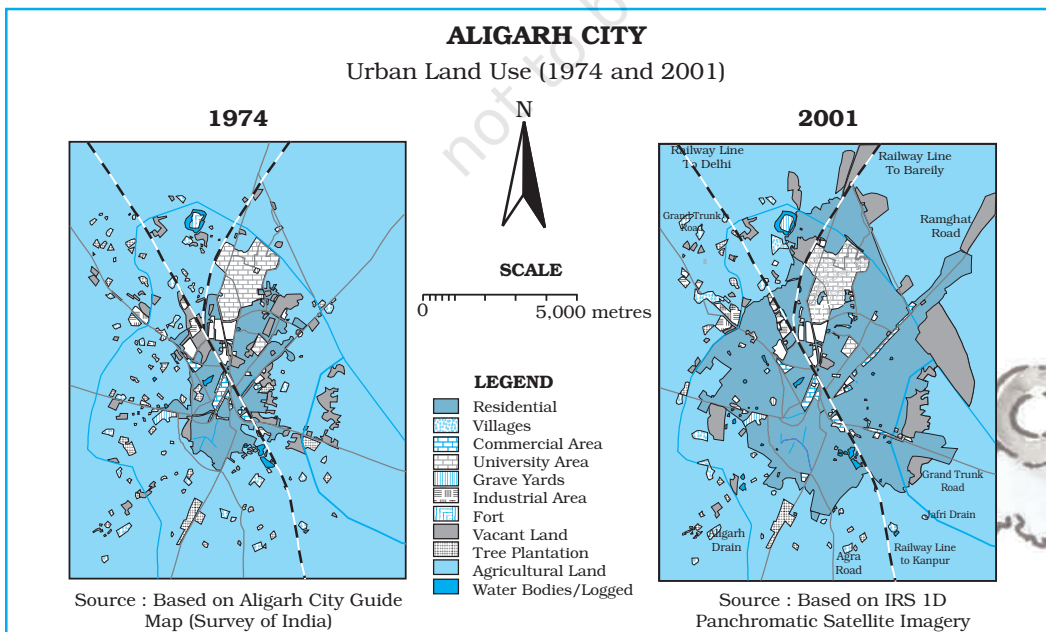 not to b
ALIGARH CITY
Urban Land Use (1974 and 2001)
1974
N
SCALE
0
5,000 metres
LEGEND
Residential
Villages
Commercial Area
University Area
Grave Yards
Industrial Area
Fort
Vacant Land
Tree Plantation
Agricultural Land
Water Bodies/Logged
Source : Based on Aligarh City Guide
Map (Survey of India)
2001
Railway Line
To Delhi
Railway Line
To Bareily
Grand Trunk
Road
Ramghat
Road
Grand Trunk
Road
Jafri Drain
Aligarh
Drain
Agra
Road
Railway Line
to Kanpur
Source : Based on IRS 1D
Panchromatic Satellite Imagery